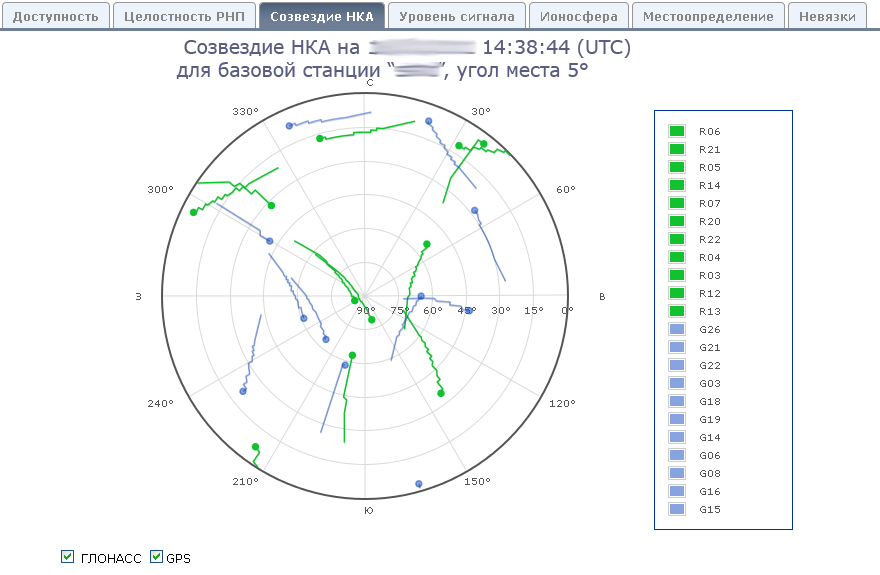 Доступность Целостность РНП Созвездие НКА Уровень сигнала Ионосфера Местоопределение Невязки
Созвездие НКА на 14:38:44 (UTC)
для базовой станции “ ”, угол места 5°
С
330° 30°
300° 60°
З В
90° 75° 60° 45° 30° 15° 0°
240° 120°
210° 150°
Ю
R06
R21
R05
R14
R07
R20
R22
R04
R03
R12
R13
G26
G21
G22
G03
G18
G19
G14
G06
G08
G16
G15
ГЛОНАСС GPS